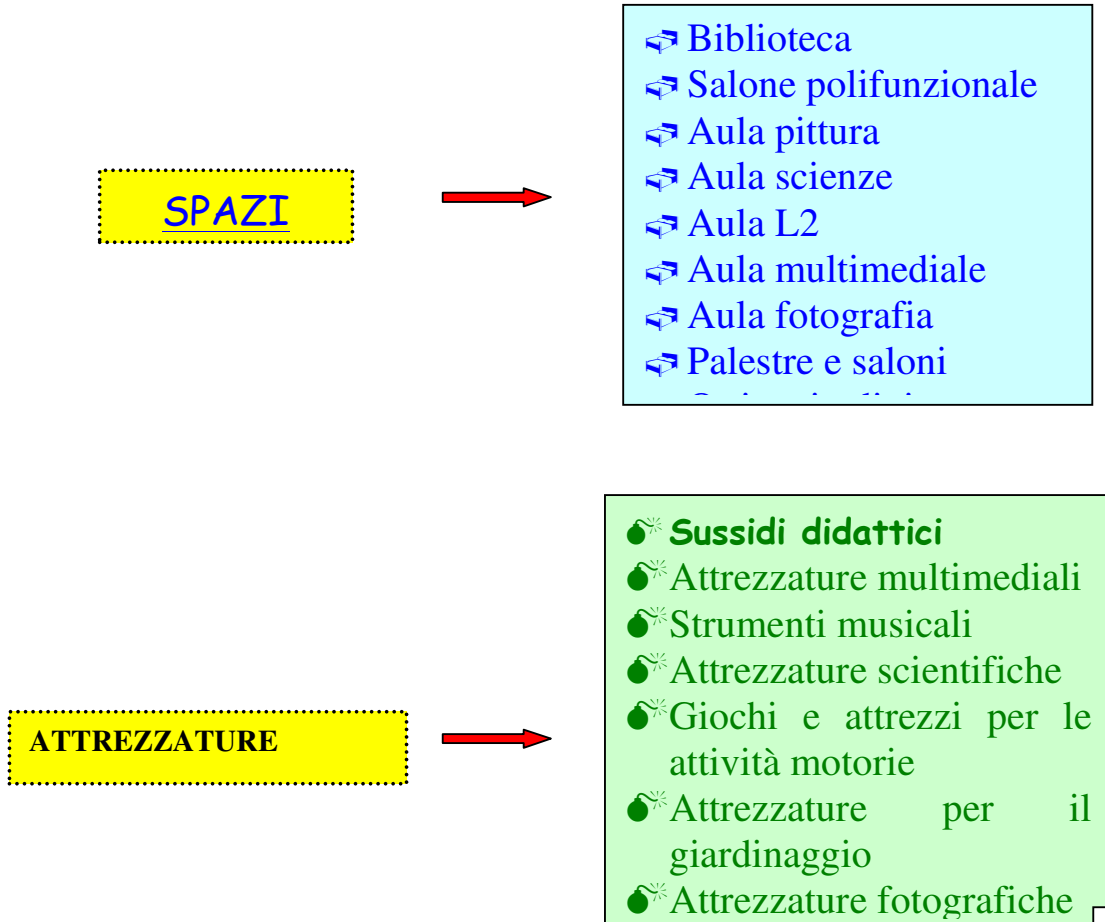 SPAZI
Biblioteca
Salone polifunzionale
Aula pittura
Aula scienze
Aula L2
Aula multimediale
Aula fotografia
Palestre e saloni
ATTREZZATURE
Sussidi didattici
Attrezzature multimediali
Strumenti musicali
Attrezzature scientifiche
Giochi e attrezzi per le
attività motorie
Attrezzature per il
giardinaggio
Attrezzature fotografiche